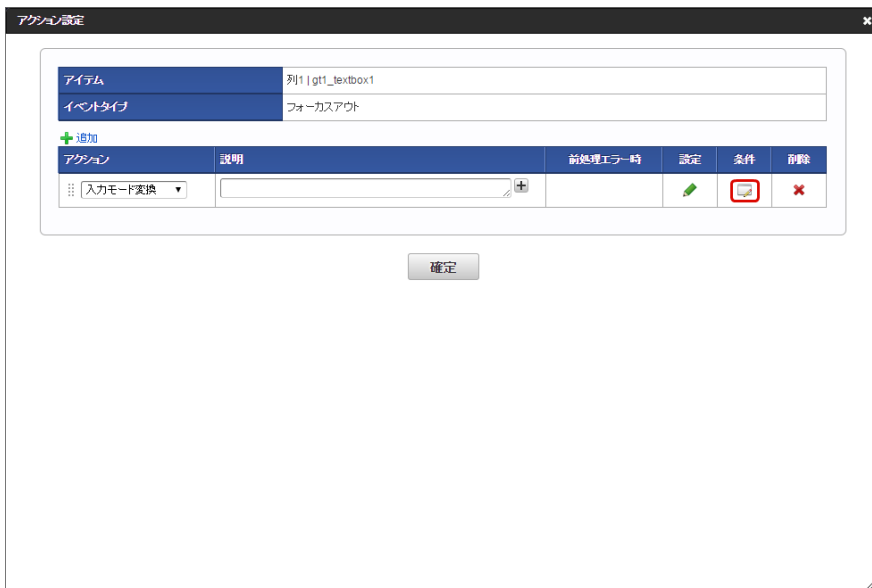 アクション設定
アイテム 列1 | gt1_textbox1
イベントタイプ フォーカスアウト
追加
アクション 説明 前処理エラー時 設定 条件 削除
入力モード変換
確定